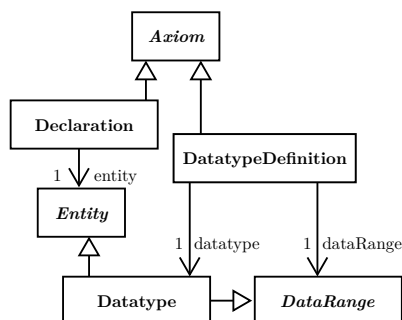 Axiom
Declaration
DatatypeDefinition
1 entity
Entity
1 datatype
1 dataRange
Datatype
DataRange